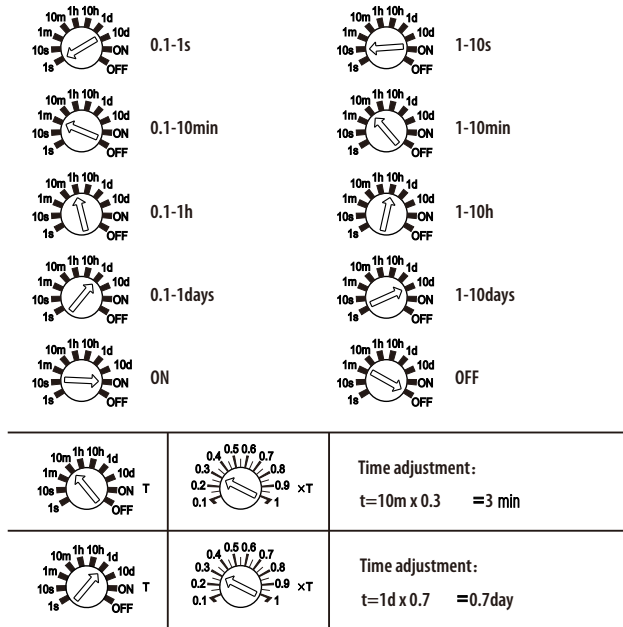 10m 1h 10h 1d
1m 10d
10s ON
1s OFF
0.1-1s
10m 1h 10h 1d
1m 10d
10s ON
1s OFF
1-10s
10m 1h 10h 1d
1m 10d
10s ON
1s OFF
0.1-10min
10m 1h 10h 1d
1m 10d
10s ON
1s OFF
1-10min
10m 1h 10h 1d
1m 10d
10s ON
1s OFF
0.1-1h
10m 1h 10h 1d
1m 10d
10s ON
1s OFF
1-10h
10m 1h 10h 1d
1m 10d
10s ON
1s OFF
0.1-1days
10m 1h 10h 1d
1m 10d
10s ON
1s OFF
1-10days
10m 1h 10h 1d
1m 10d
10s ON
1s OFF
ON
10m 1h 10h 1d
1m 10d
10s ON
1s OFF
OFF
10m 1h 10h 1d
1m 10d
10s ON T
1s OFF
0.4 0.5 0.6 0.7
0.3 0.8
0.2 0.9 ×T
0.1 1
Time adjustment:
t=10m x 0.3 =3 min
10m 1h 10h 1d
1m 10d
10s ON T
1s OFF
0.4 0.5 0.6 0.7
0.3 0.8
0.2 0.9 ×T
0.1 1
Time adjustment:
t=1d x 0.7 =0.7day